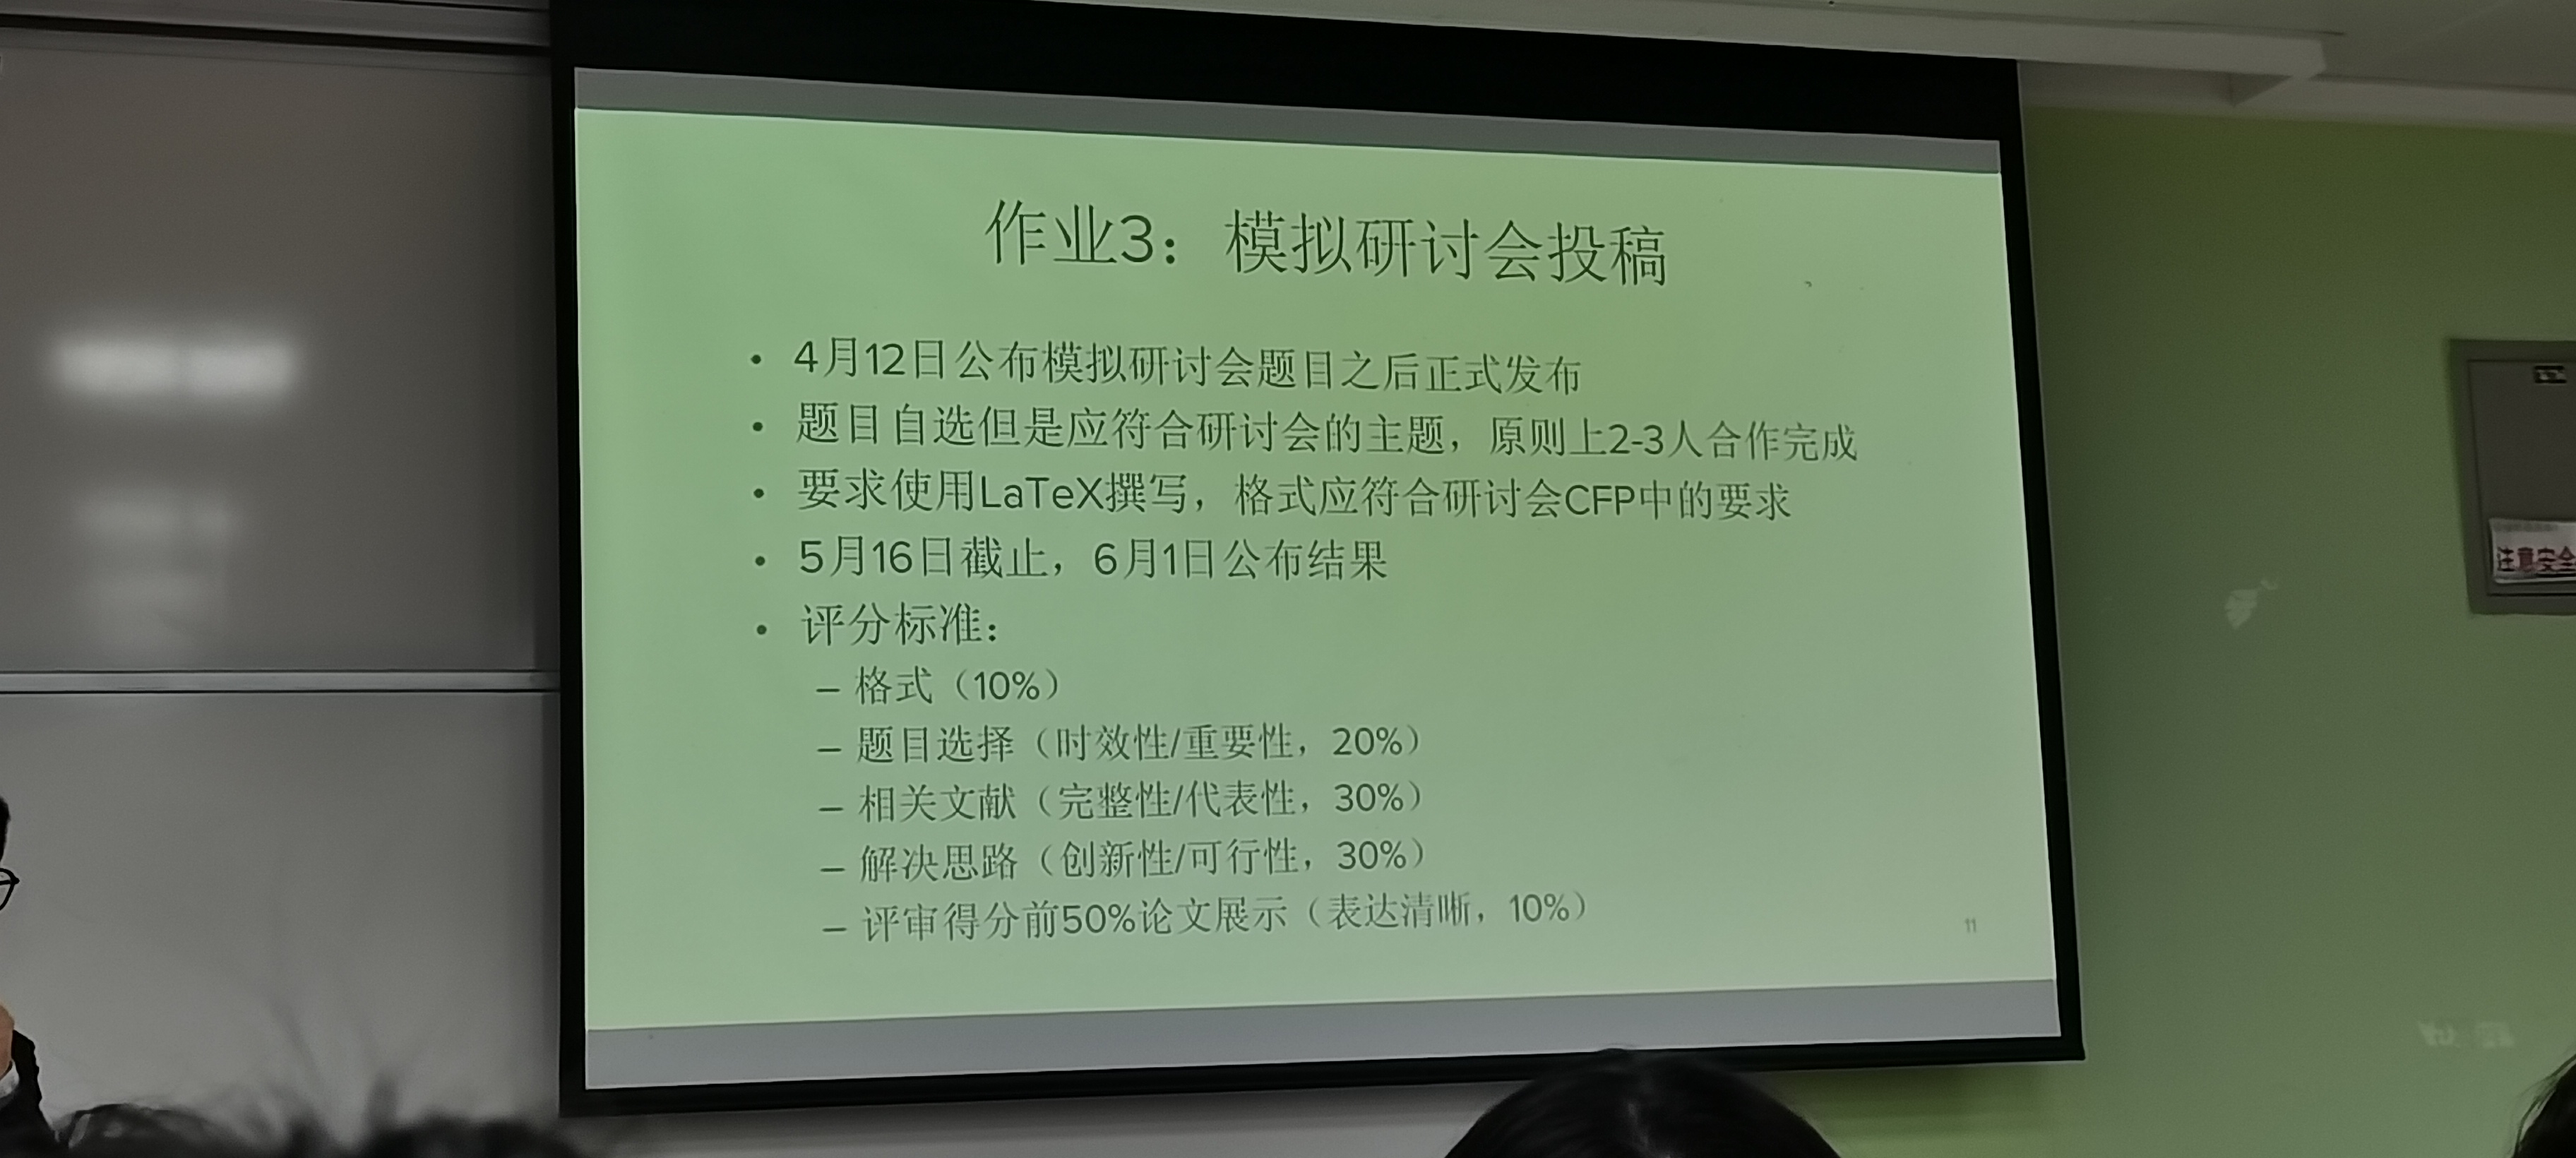 作业3：模拟研讨会投稿
• 4月12日公布模拟研讨会题目之后正式发布
• 题目自选但是应符合研讨会的主题，原则上2-3人合作完成
• 要求使用LaTeX撰写，格式应符合研讨会CFP中的要求
• 5月16日截止，6月1日公布结果
• 评分标准：
– 格式（10%）
– 题目选择（时效性/重要性，20%）
– 相关文献（完整性/代表性，30%）
– 解决思路（创新性/可行性，30%）
– 评审得分前50%论文展示（表达清晰，10%）
11
注意安全